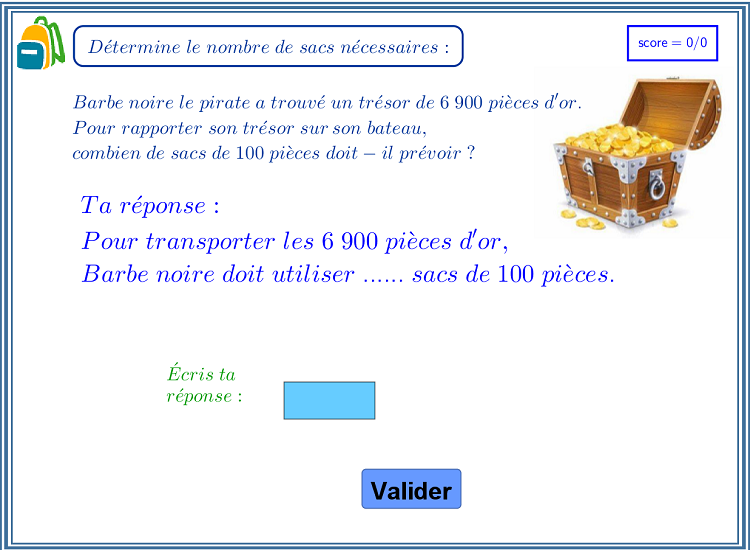 Détermine le nombre de sacs nécessaires :
score = 0/0
Barbe noire le pirate a trouvé un trésor de 6 900 pièces d'or.
Pour rapporter son trésor sur son bateau,
combien de sacs de 100 pièces doit – il prévoir ?
Ta réponse :
Pour transporter les 6 900 pièces d'or,
Barbe noire doit utiliser ...... sacs de 100 pièces.
Écris ta
réponse :
Valider